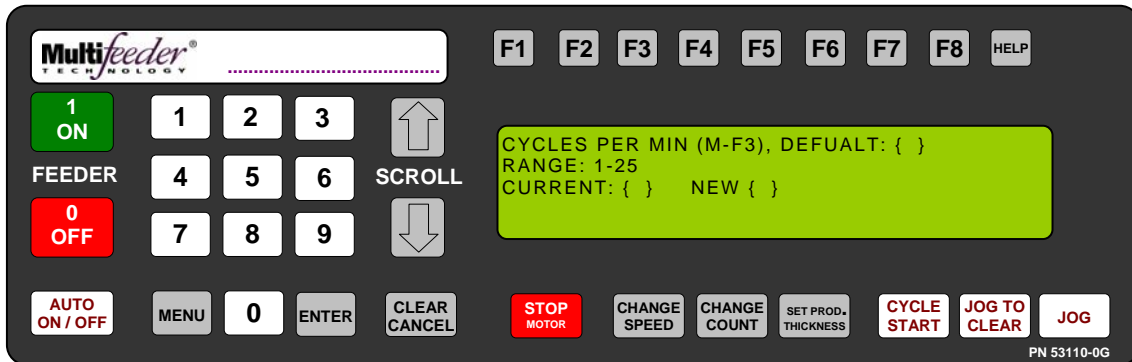 Multifeeder®
TECHNOLOGY
F1 F2 F3 F4 F5 F6 F7 F8 HELP
1
ON
FEEDER
0
OFF
1 2 3
4 5 6
7 8 9
SCROLL
CYCLES PER MIN (M-F3), DEFUALT: { }
RANGE: 1-25
CURRENT: { } NEW { }
AUTO
ON / OFF
MENU
0
ENTER
CLEAR
CANCEL
STOP
MOTOR
CHANGE
SPEED
CHANGE
COUNT
SET PROD.
THICKNESS
CYCLE
START
JOG TO
CLEAR
JOG
PN 53110-0G